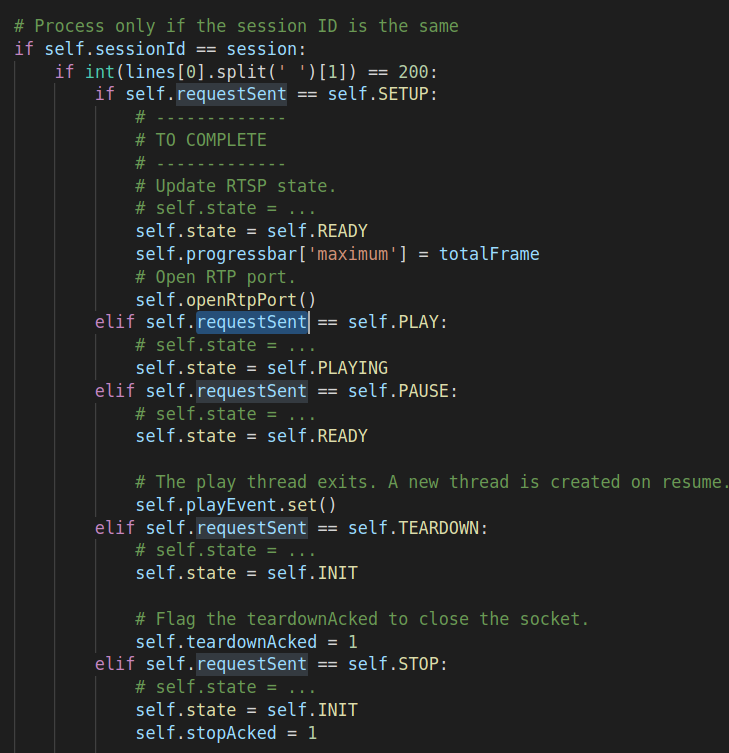 # Process only if the session ID is the same
if self.sessionId == session:
if int(lines[0].split(' ')[1]) == 200:
if self.requestSent == self.SETUP:
# -------------
# TO COMPLETE
# -------------
# Update RTSP state.
# self.state = ...
self.state = self.READY
self.progressbar['maximum'] = totalFrame
# Open RTP port.
self.openRtpPort()
elif self.requestSent == self.PLAY:
# self.state = ...
self.state = self.PLAYING
elif self.requestSent == self.PAUSE:
# self.state = ...
self.state = self.READY
# The play thread exits. A new thread is created on resume.
self.playEvent.set()
elif self.requestSent == self.TEARDOWN:
# self.state = ...
self.state = self.INIT
# Flag the teardownAcked to close the socket.
self.teardownAcked = 1
elif self.requestSent == self.STOP:
# self.state = ...
self.state = self.INIT
self.stopAcked = 1